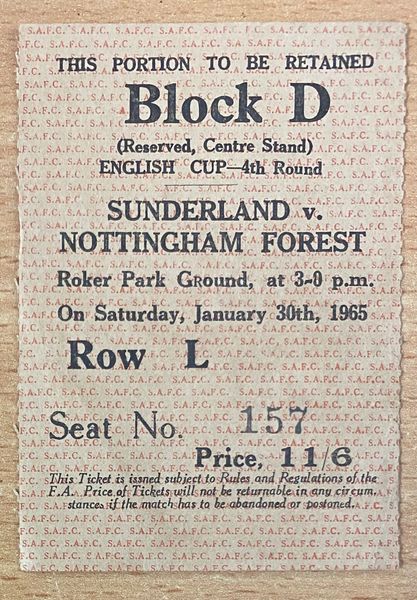 THIS PORTION TO BE RETAINED
Block D
(Reserved, Centre Stand)
ENGLISH CUP—4th Round
SUNDERLAND v.
NOTTINGHAM FOREST
Roker Park Ground, at 3-0 p.m.
On Saturday, January 30th, 1965
Row L
Seat No. 157
Price, 11/6
This Ticket is issned subject to Rules and Regulations of the
F.A. Price of Tickets will not be returnable in any circum.
stances if the match has to be abandoned or postoned.